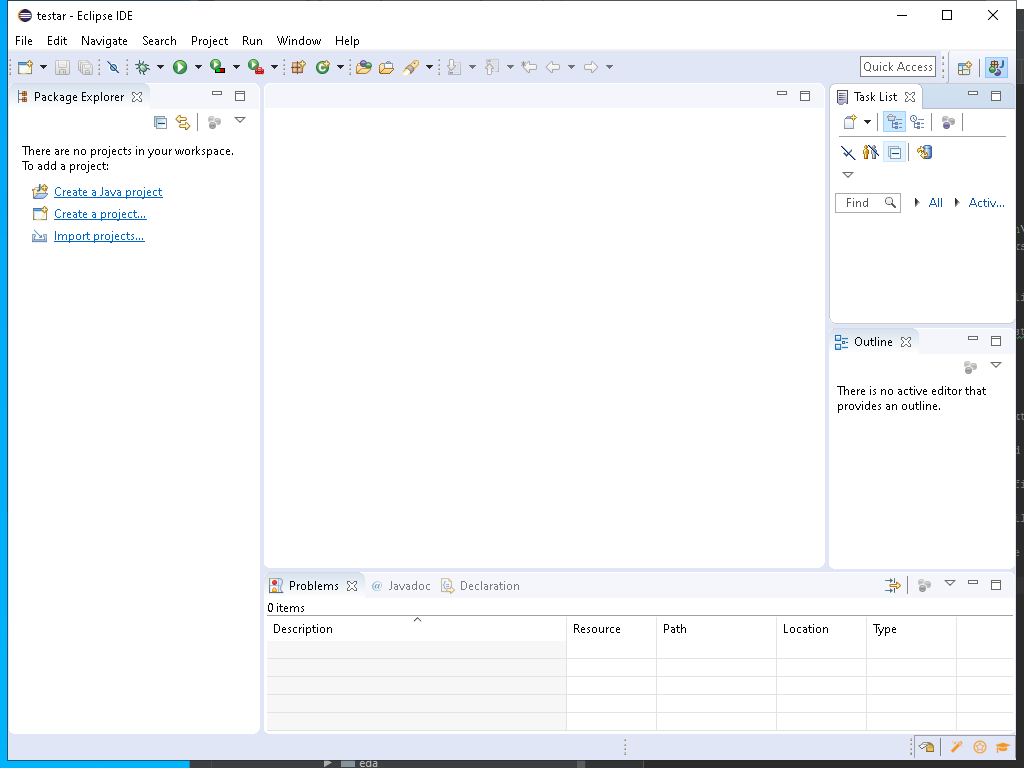 testar - Eclipse IDE
File Edit Navigate Search Project Run Window Help
Quick Access
Package Explorer
There are no projects in your workspace.
To add a project:
Create a Java project
Create a project...
Import projects...
Task List
Find All Activ...
Outline
There is no active editor that
provides an outline.
Problems @ Javadoc Declaration
0 items
Description Resource Path Location Type
eda